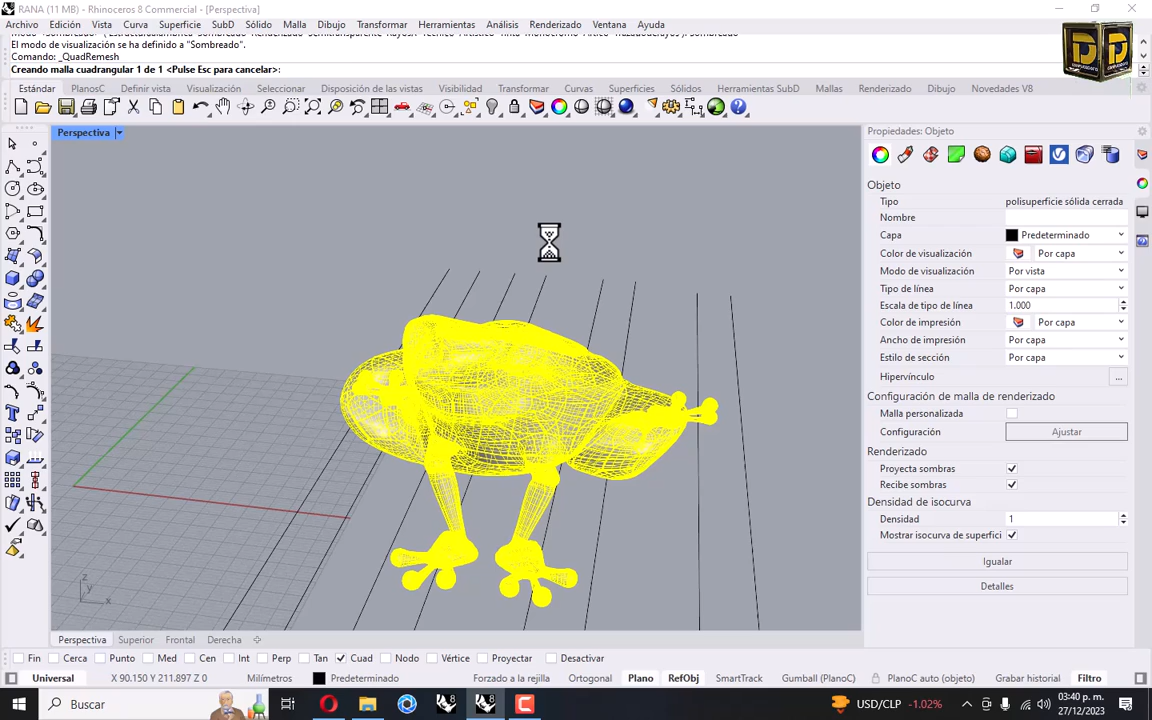 RANA (11 MB) - Rhinoceros 8 Commercial - [Perspectiva]
Archivo Edición Vista Curva Superficie SubD Sólido Malla Dibujo Transformar Herramientas Análisis Renderizado Ventana Ayuda
El modo de visualización se ha definido a "Sombreado".
Comando: _QuadRemesh
Creando malla cuadrangular 1 de 1 <Pulse Esc para cancelar>:
Estándar PlanosC Definir vista Visualización Seleccionar Disposición de las vistas Visibilidad Transformar Curvas Superficies Sólidos Herramientas SubD Mallas Renderizado Dibujo Novedades V8
Perspectiva
Propiedades: Objeto
Objeto
Tipo polisuperficie sólida cerrada
Nombre
Capa Predeterminado
Color de visualización Por capa
Modo de visualización Por vista
Tipo de línea Por capa
Escala de tipo de línea 1.000
Color de impresión Por capa
Ancho de impresión Por capa
Estilo de sección Por capa
Hipervínculo ...
Configuración de malla de renderizado
Malla personalizada
Configuración Ajustar
Renderizado
Proyecta sombras
Recibe sombras
Densidad de isocurva
Densidad 1
Mostrar isocurva de superfici
Igualar
Detalles
z
y
x
Perspectiva Superior Frontal Derecha
Fin Cerca Punto Med Cen Int Perp Tan Cuad Nodo Vértice Proyectar Desactivar
Universal X 90.150 Y 211.897 Z 0 Milímetros Predeterminado Forzado a la rejilla Ortogonal Plano RefObj SmartTrack Gumball (PlanoC) PlanoC auto (objeto) Grabar historial Filtro
Buscar
USD/CLP -1.02%
03:40 p. m.
27/12/2023